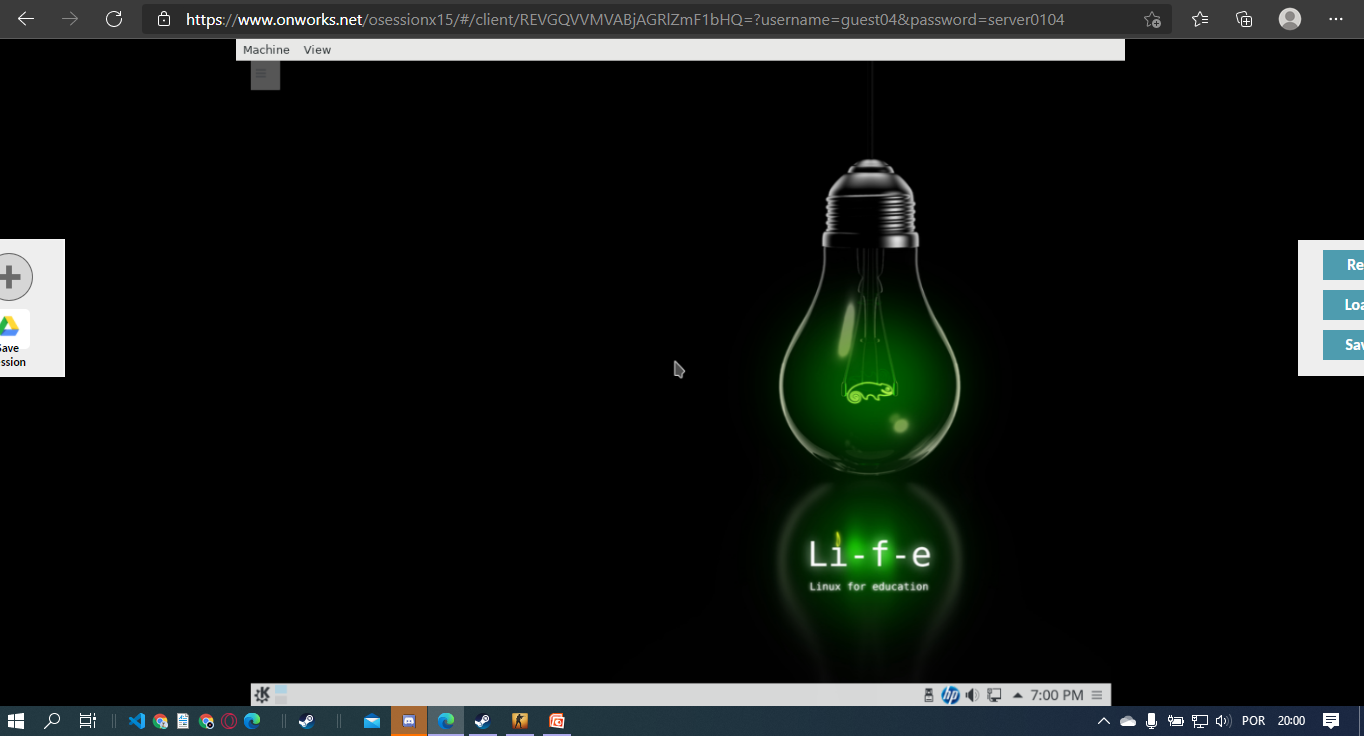 https://www.onworks.net/osessionx15/#/client/REVGQVVMVABjAGRlZmF1bHQ=?username=guest04&password=server0104
Machine View
Re
Loa
Save
ssion
Sav
Li-f-e
Linux for education
hp
7:00 PM
POR 20:00